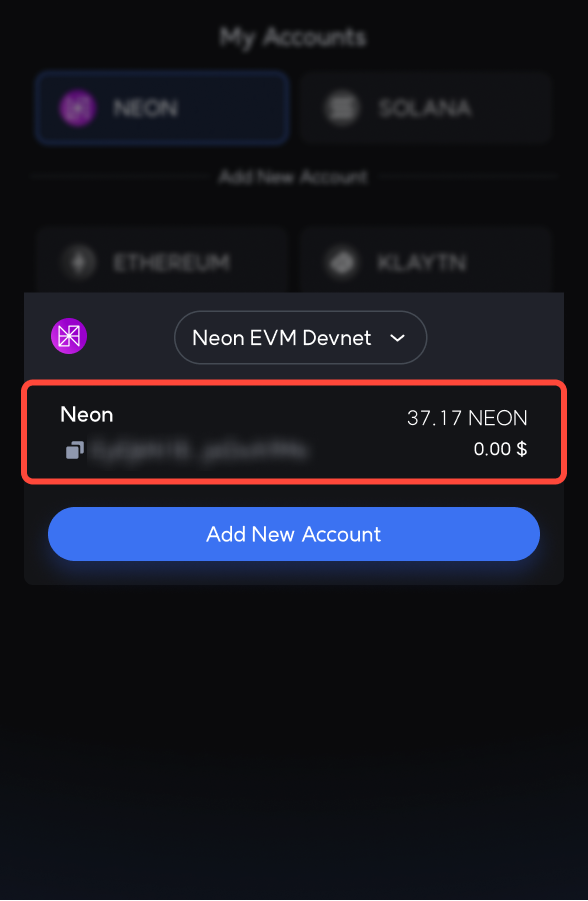 My Accounts
NEON
SOLANA
Add New Account
ETHEREUM
KLAYTN
Neon EVM Devnet
Neon
37.17 NEON
0.00 $
Add New Account